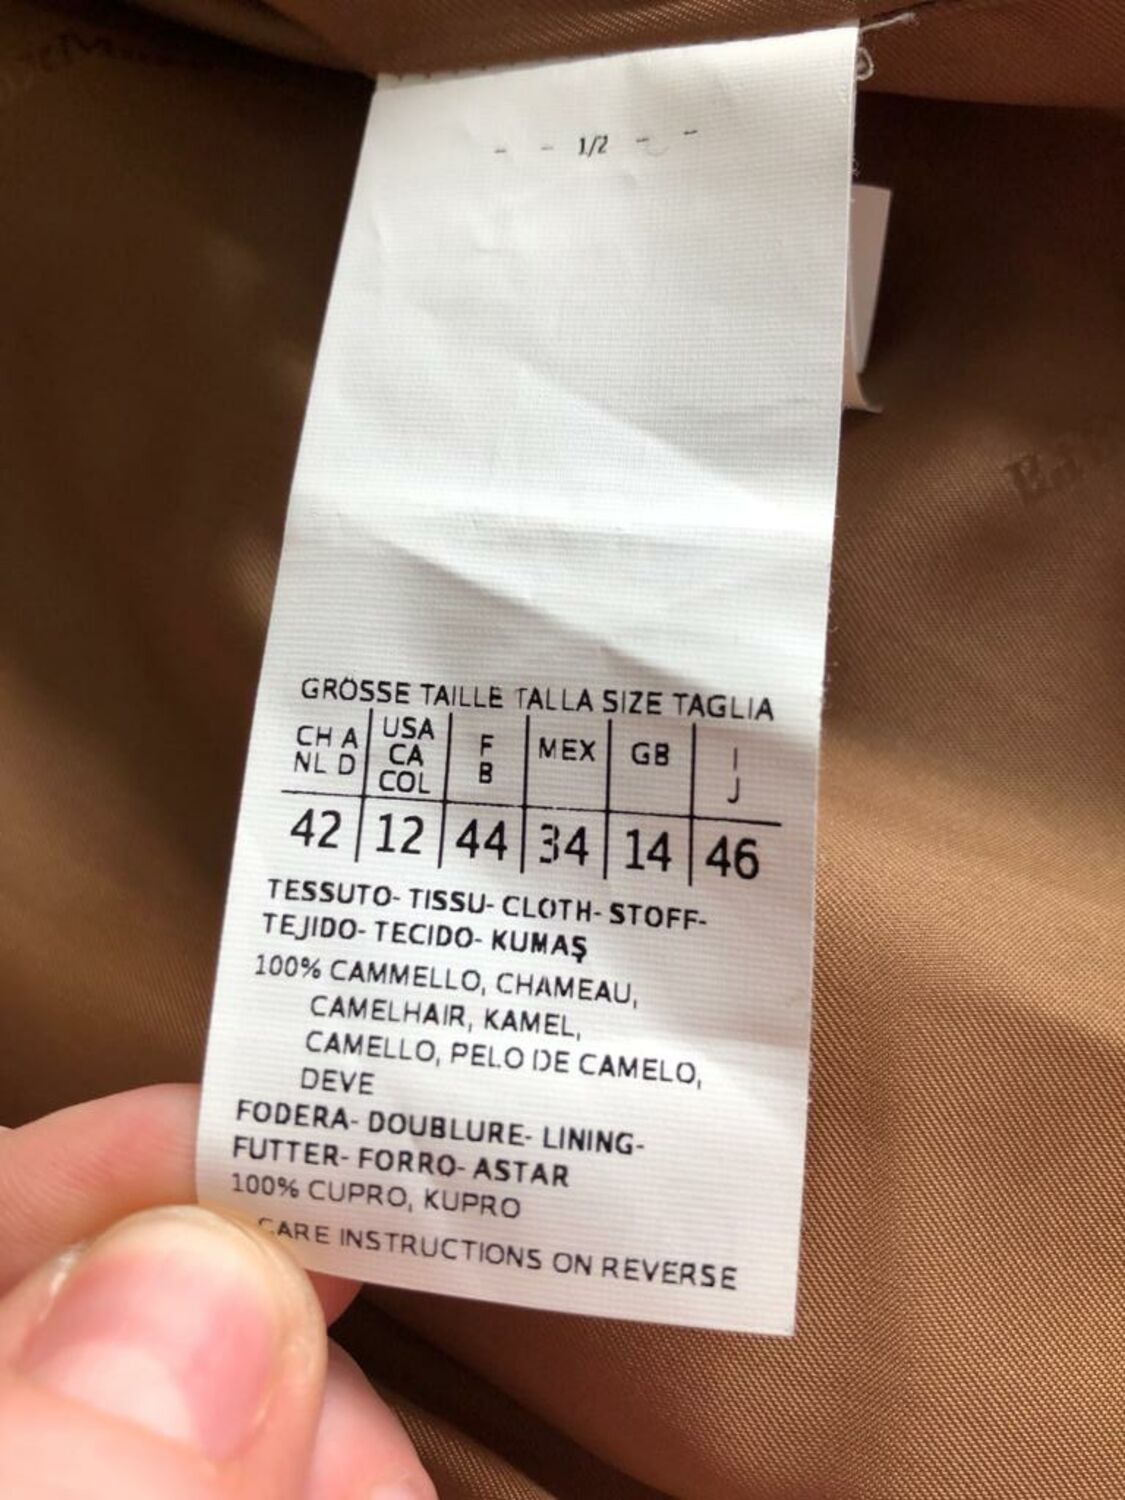 - - 1/2 - -
GRÖSSE TAILLE TALLA SIZE TAGLIA
CH A NL D | USA CA COL | F B | MEX | GB | I J
42 | 12 | 44 | 34 | 14 | 46
TESSUTO- TISSU- CLOTH- STOFF-
TEJIDO- TECIDO- KUMAŞ
100% CAMMELLO, CHAMEAU,
CAMELHAIR, KAMEL,
CAMELLO, PELO DE CAMELO,
DEVE
FODERA- DOUBLURE- LINING-
FUTTER- FORRO- ASTAR
100% CUPRO, KUPRO
CARE INSTRUCTIONS ON REVERSE